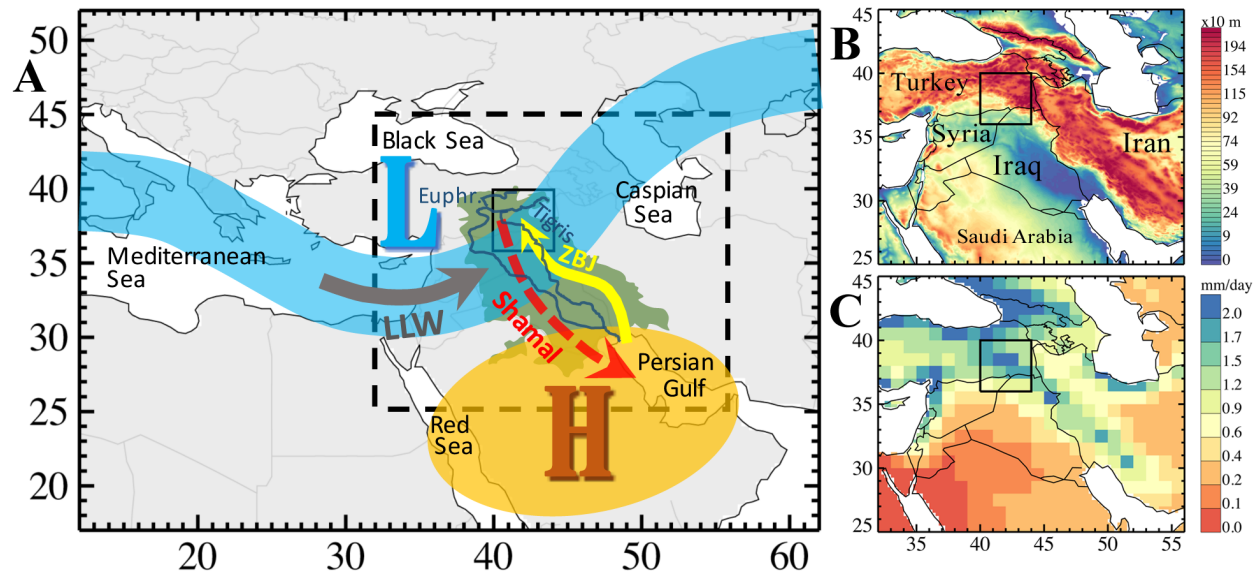 A
50
45
40
35
30
25
20
20
30
40
50
60
Black Sea
L
Euphr.
Tigris
Caspian
Sea
Mediterranean
Sea
ZBJ
LLW
Shamal
Persian
Gulf
H
Red
Sea
B
45
40
35
30
25
Turkey
Syria
Iraq
Iran
Saudi Arabia
x10 m
194
154
115
92
74
57
40
24
9
0
C
45
40
35
30
25
35
40
45
50
55
mm/day
2.0
1.7
1.5
1.2
0.9
0.6
0.4
0.2
0.1
0.0